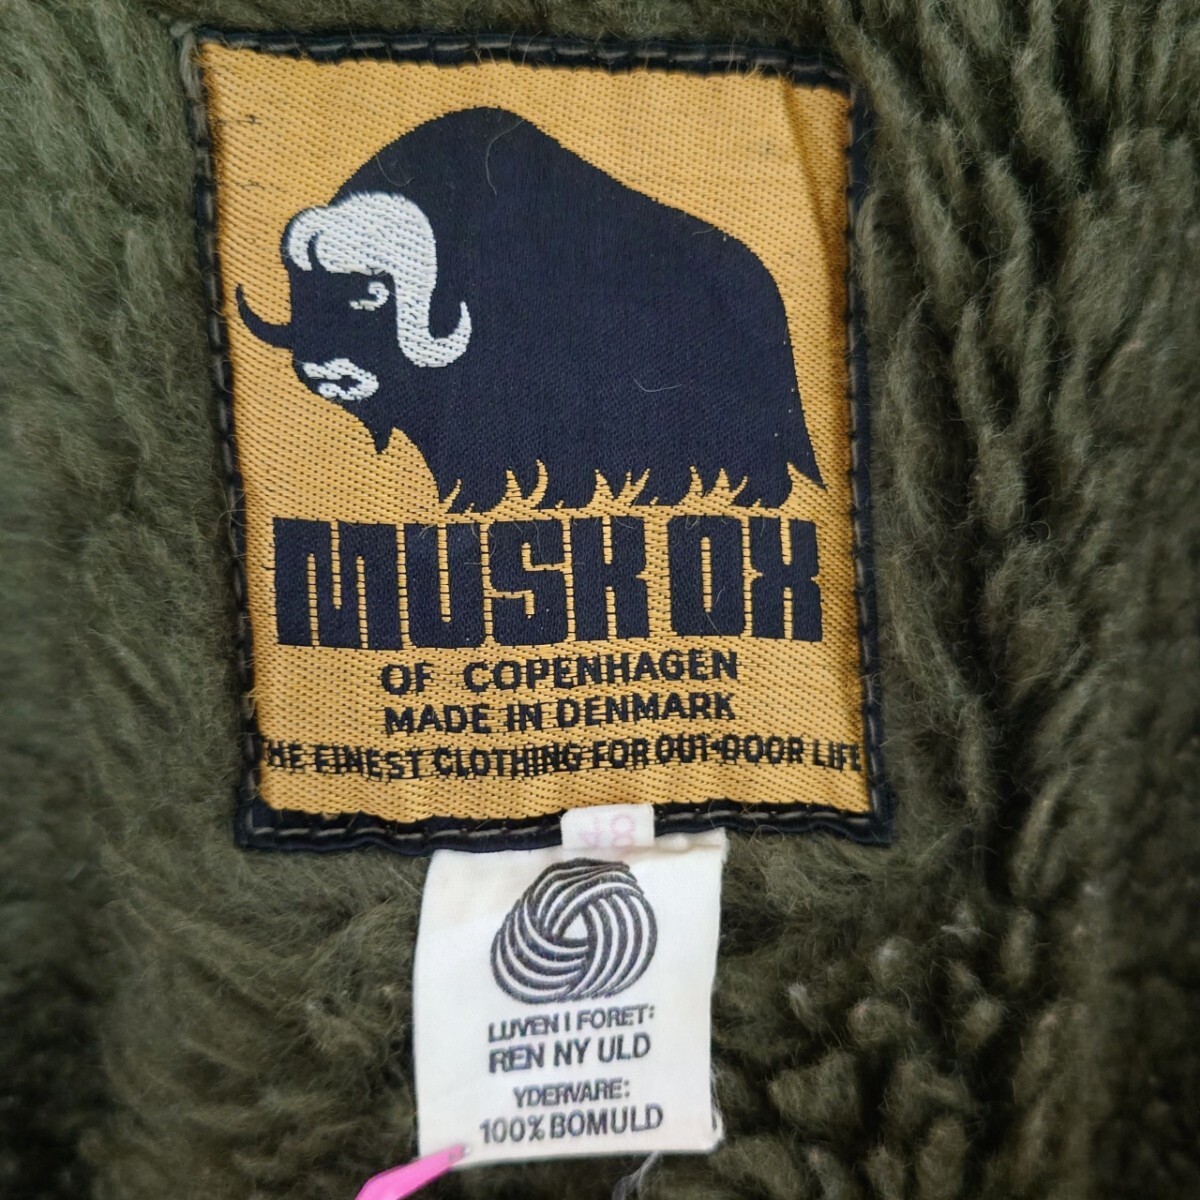 MUSK OX
OF COPENHAGEN
MADE IN DENMARK
THE FINEST CLOTHING FOR OUT-DOOR LIFE
48
LUVEN I FORET:
REN NY ULD
YDERVARE:
100% BOMULD